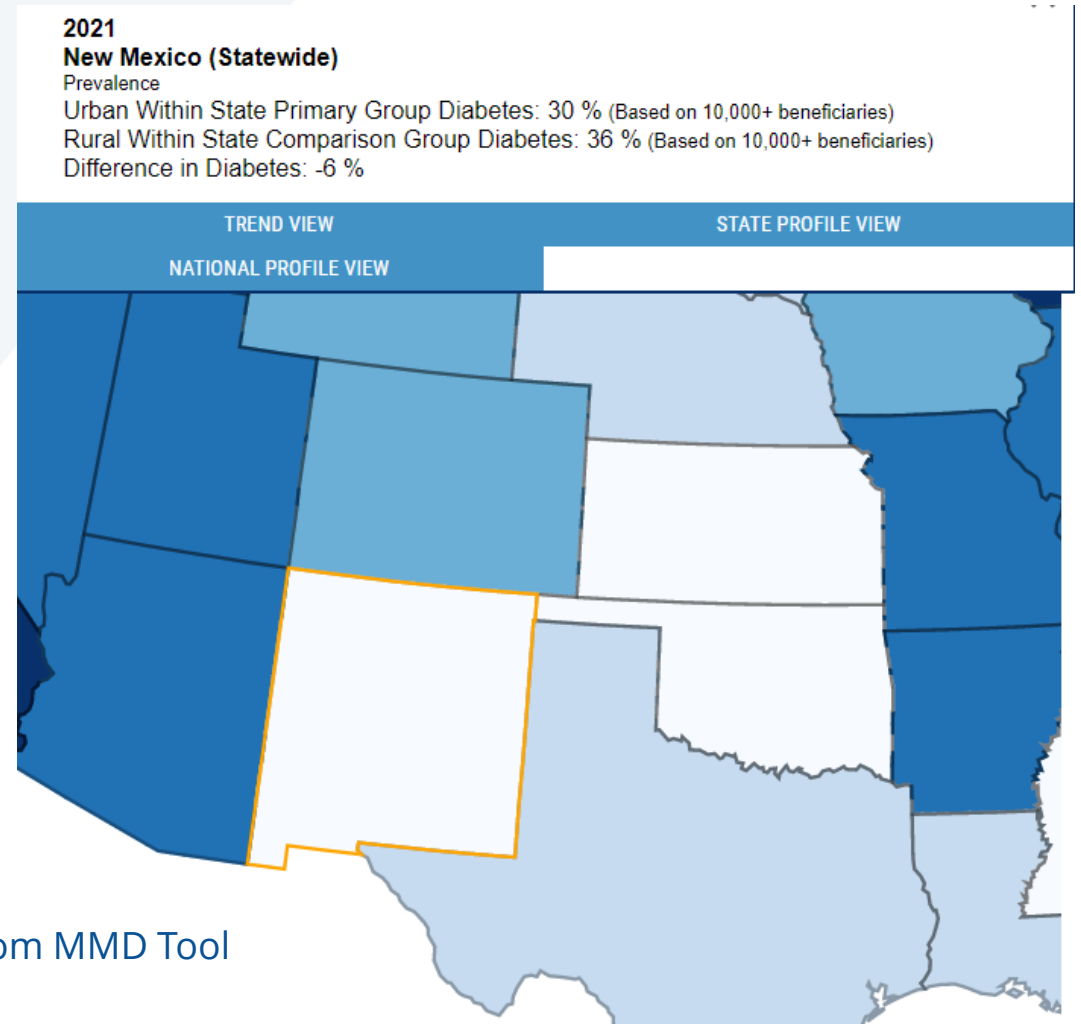 2021
New Mexico (Statewide)
Prevalence
Urban Within State Primary Group Diabetes: 30 % (Based on 10,000+ beneficiaries)
Rural Within State Comparison Group Diabetes: 36 % (Based on 10,000+ beneficiaries)
Difference in Diabetes: -6 %
TREND VIEW
STATE PROFILE VIEW
NATIONAL PROFILE VIEW
MMD Tool